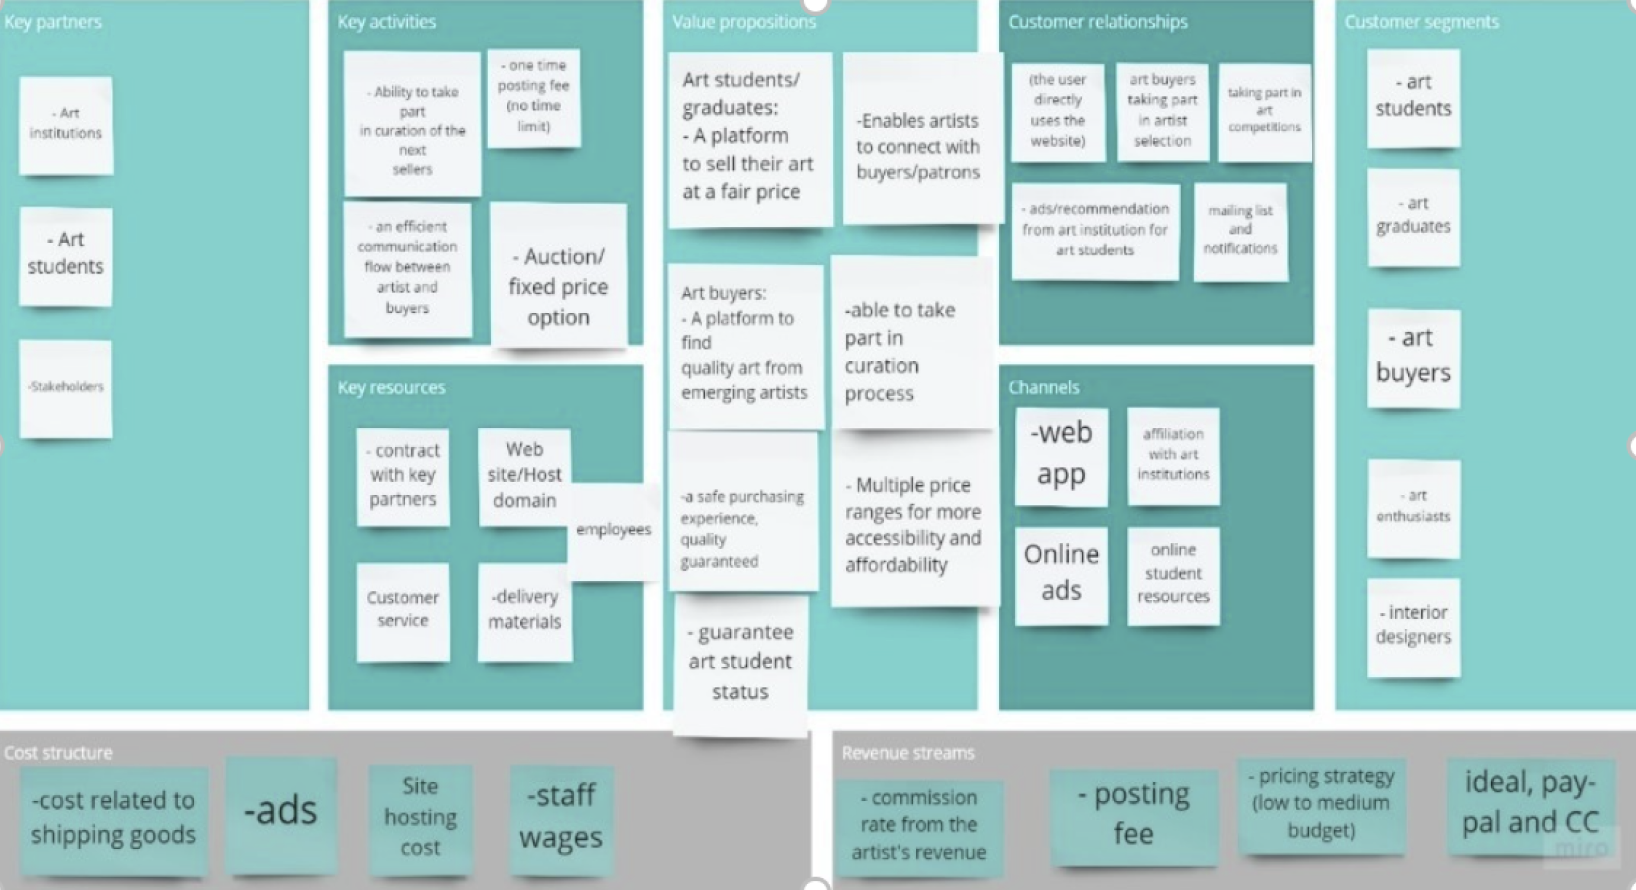 Key partners
- Art
institutions
- Art
students
-Stakeholders
Key activities
- Ability to take
part
in curation of the
next
sellers
- one time
posting fee
(no time
limit)
- an efficient
communication
flow between
artist and
buyers
- Auction/
fixed price
option
Key resources
- contract
with key
partners
Web
site/Host
domain
employees
Customer
service
-delivery
materials
Value propositions
Art students/
graduates:
- A platform
to sell their art
at a fair price
-Enables artists
to connect with
buyers/patrons
Art buyers:
- A platform to
find
quality art from
emerging artists
-able to take
part in
curation
process
-a safe purchasing
experience,
quality
guaranteed
- Multiple price
ranges for more
accessibility and
affordability
- guarantee
art student
status
Customer relationships
(the user
directly
uses the
website)
art buyers
taking part
in artist
selection
taking part in
art
competitions
- ads/recommendation
from art institution for
art students
mailing list
and
notifications
Channels
-web
app
affiliation
with art
institutions
Online
ads
online
student
resources
Customer segments
- art
students
- art
graduates
- art
buyers
- art
enthusiasts
- interior
designers
Cost structure
-cost related to
shipping goods
-ads
Site
hosting
cost
-staff
wages
Revenue streams
- commission
rate from the
artist's revenue
- posting
fee
- pricing strategy
(low to medium
budget)
ideal, pay-
pal and CC
miro